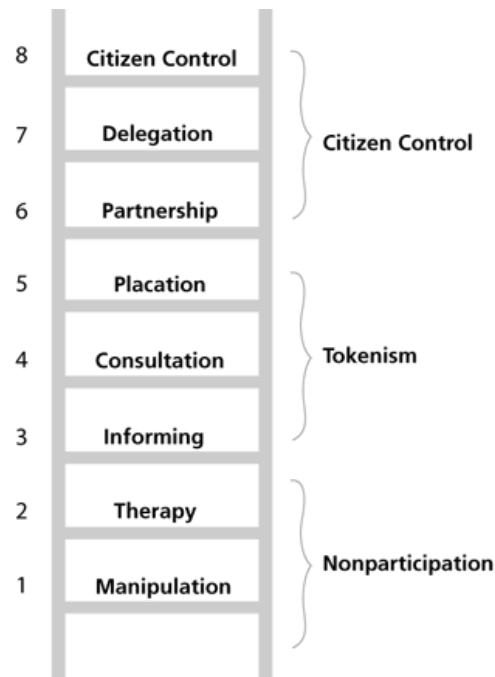 8 Citizen Control
7 Delegation
Citizen Control
6 Partnership
5 Placation
4 Consultation
Tokenism
3 Informing
2 Therapy
Nonparticipation
1 Manipulation